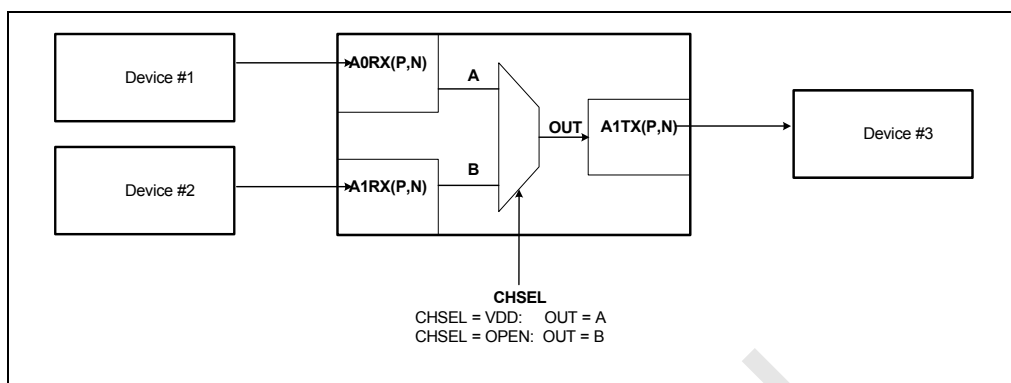 Device #1
A0RX(P,N)
A
OUT
A1TX(P,N)
Device #3
Device #2
A1RX(P,N)
B
CHSEL
CHSEL = VDD: OUT = A
CHSEL = OPEN: OUT = B